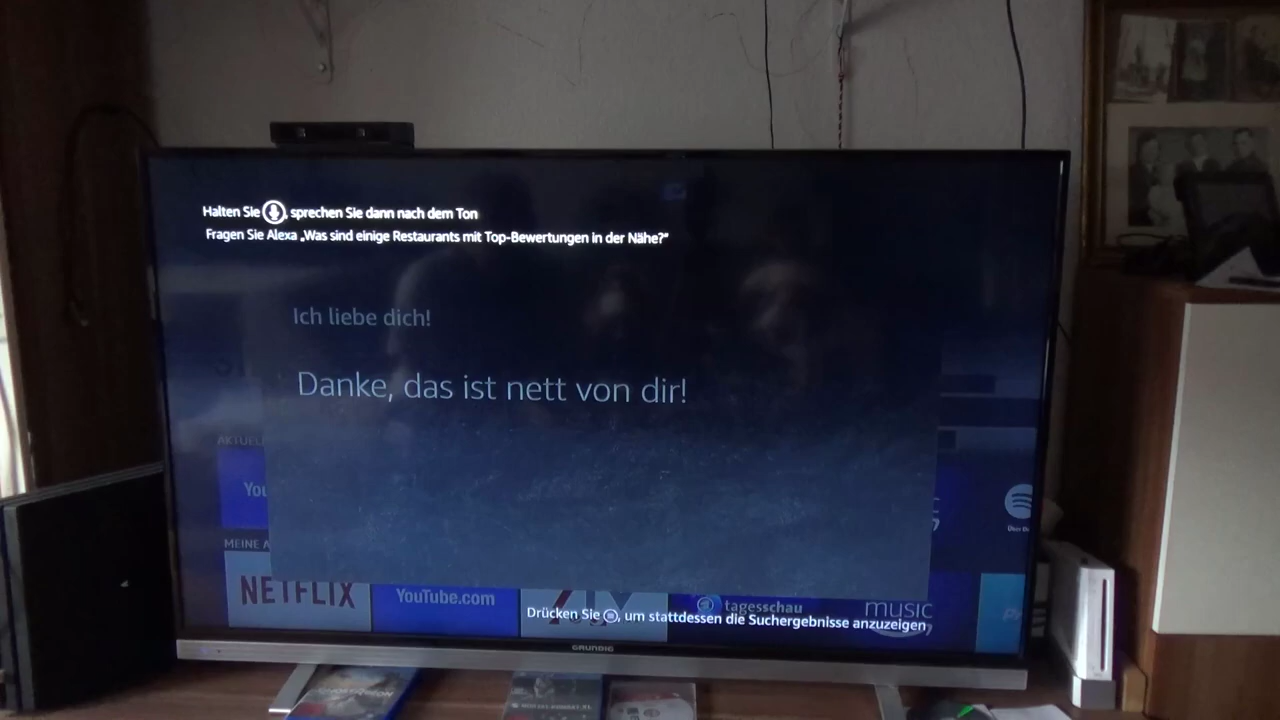 Halten Sie , sprechen Sie dann nach dem Ton
Fragen Sie Alexa „Was sind einige Restaurants mit Top-Bewertungen in der Nähe?“
Ich liebe dich!
Danke, das ist nett von dir!
MEINE
NETFLIX
YouTube.com
tagesschau
music
Drücken Sie , um stattdessen die Suchergebnisse anzuzeigen
GRUNDIG